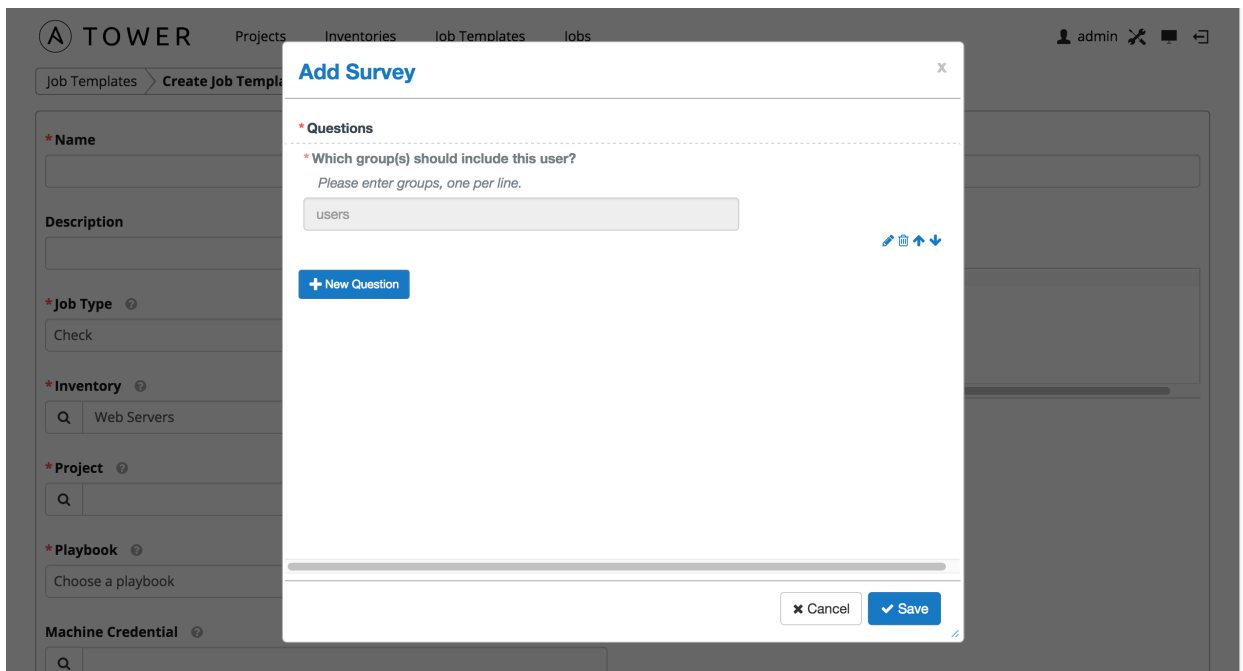 TOWER Projects Inventories Job Templates Jobs admin
Job Templates Create Job Templa
Add Survey x
* Questions
* Which group(s) should include this user?
Please enter groups, one per line.
users
New Question
Cancel Save
* Name
Description
* Job Type
Check
* Inventory
Web Servers
* Project
* Playbook
Choose a playbook
Machine Credential